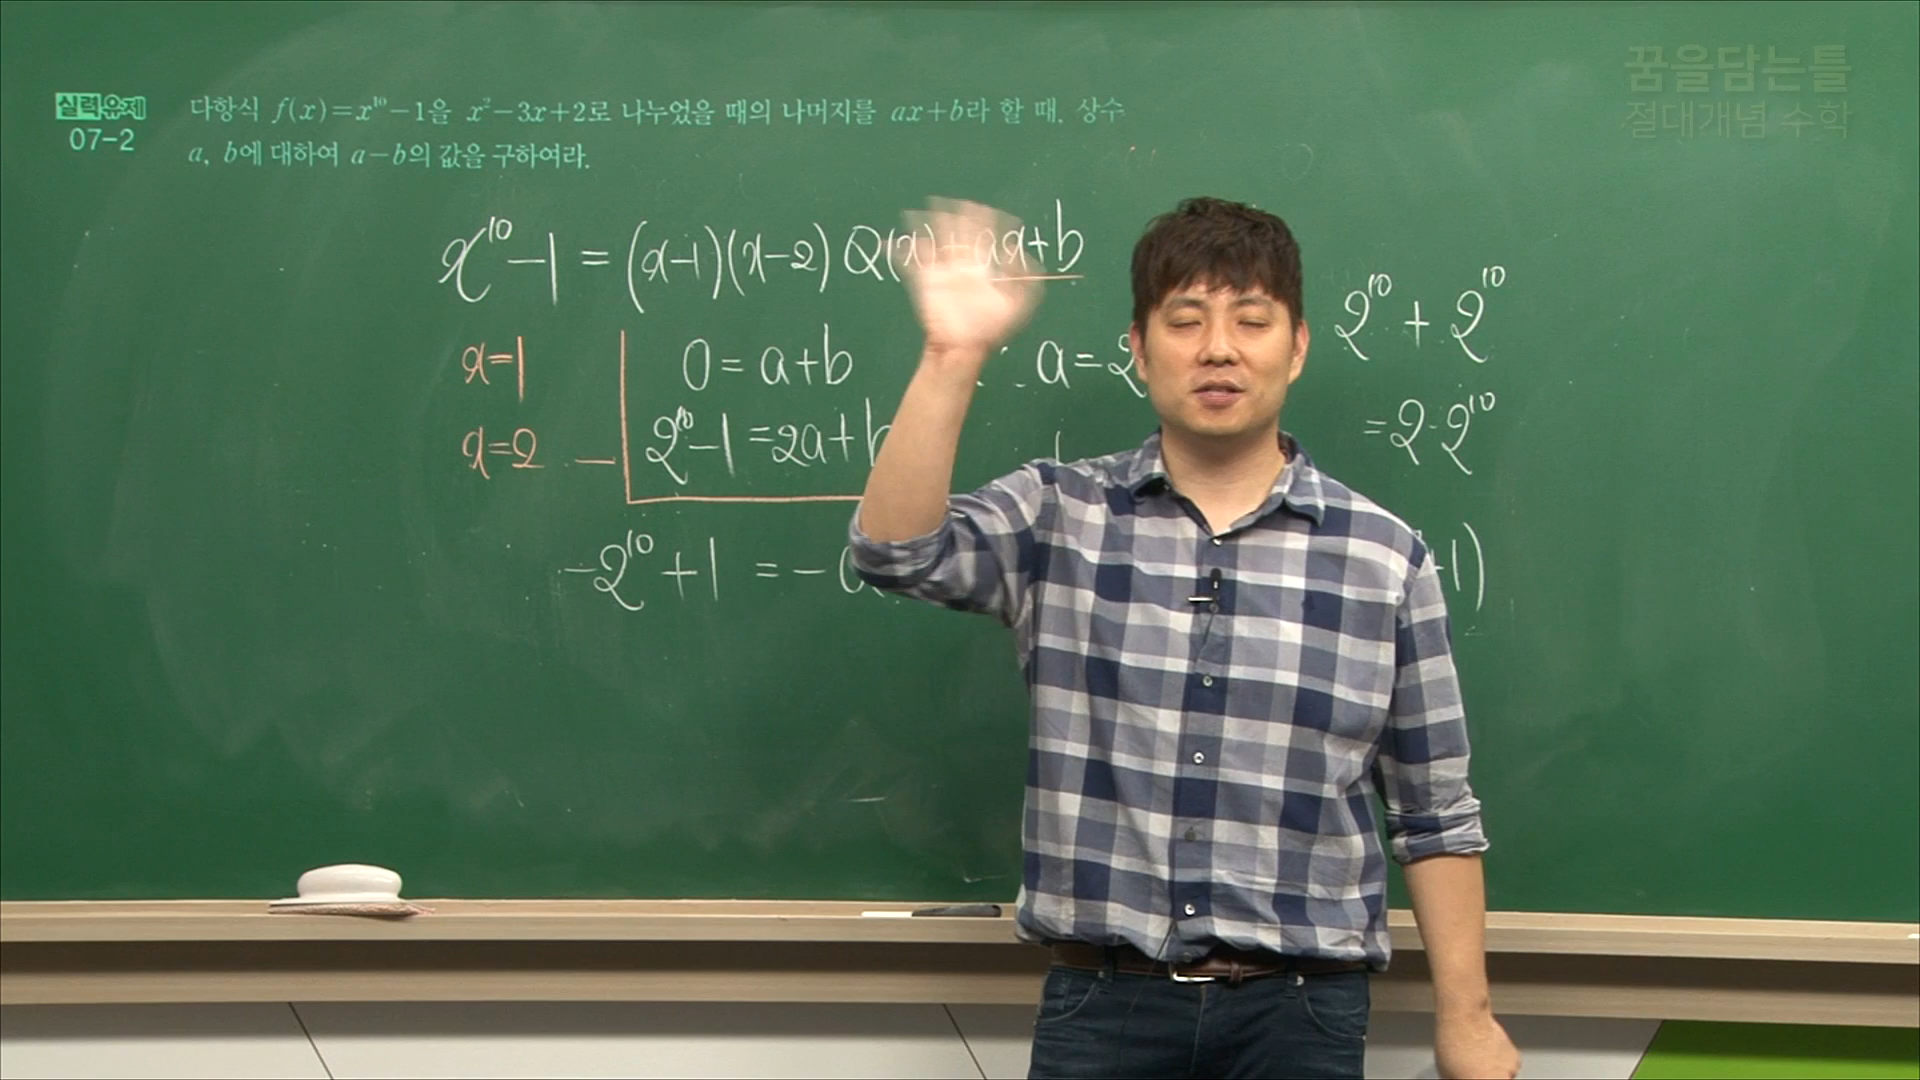 꿈을담는틀
절대개념 수학
실력유제
07-2
다항식 f(x)=x¹⁰−1을 x²−3x+2로 나누었을 때의 나머지를 ax+b라 할 때, 상수
a, b에 대하여 a−b의 값을 구하여라.
x¹⁰−1=(x−1)(x−2)Q(x)+ax+b
x=1
0=a+b
a=2
x=2
−
2¹⁰−1=2a+b
−2¹⁰+1=−a
2¹⁰+2¹⁰
=2·2¹⁰
+1)